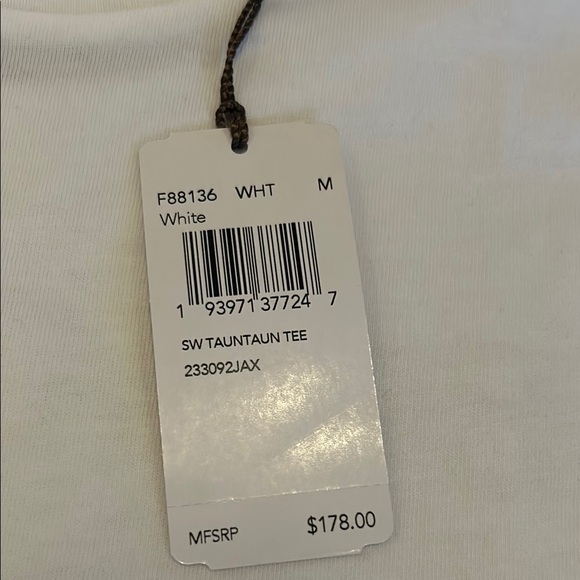 F88136 WHT M
White
1 93971 37724 7
SW TAUNTAUN TEE
233092JAX
MFSRP $178.00